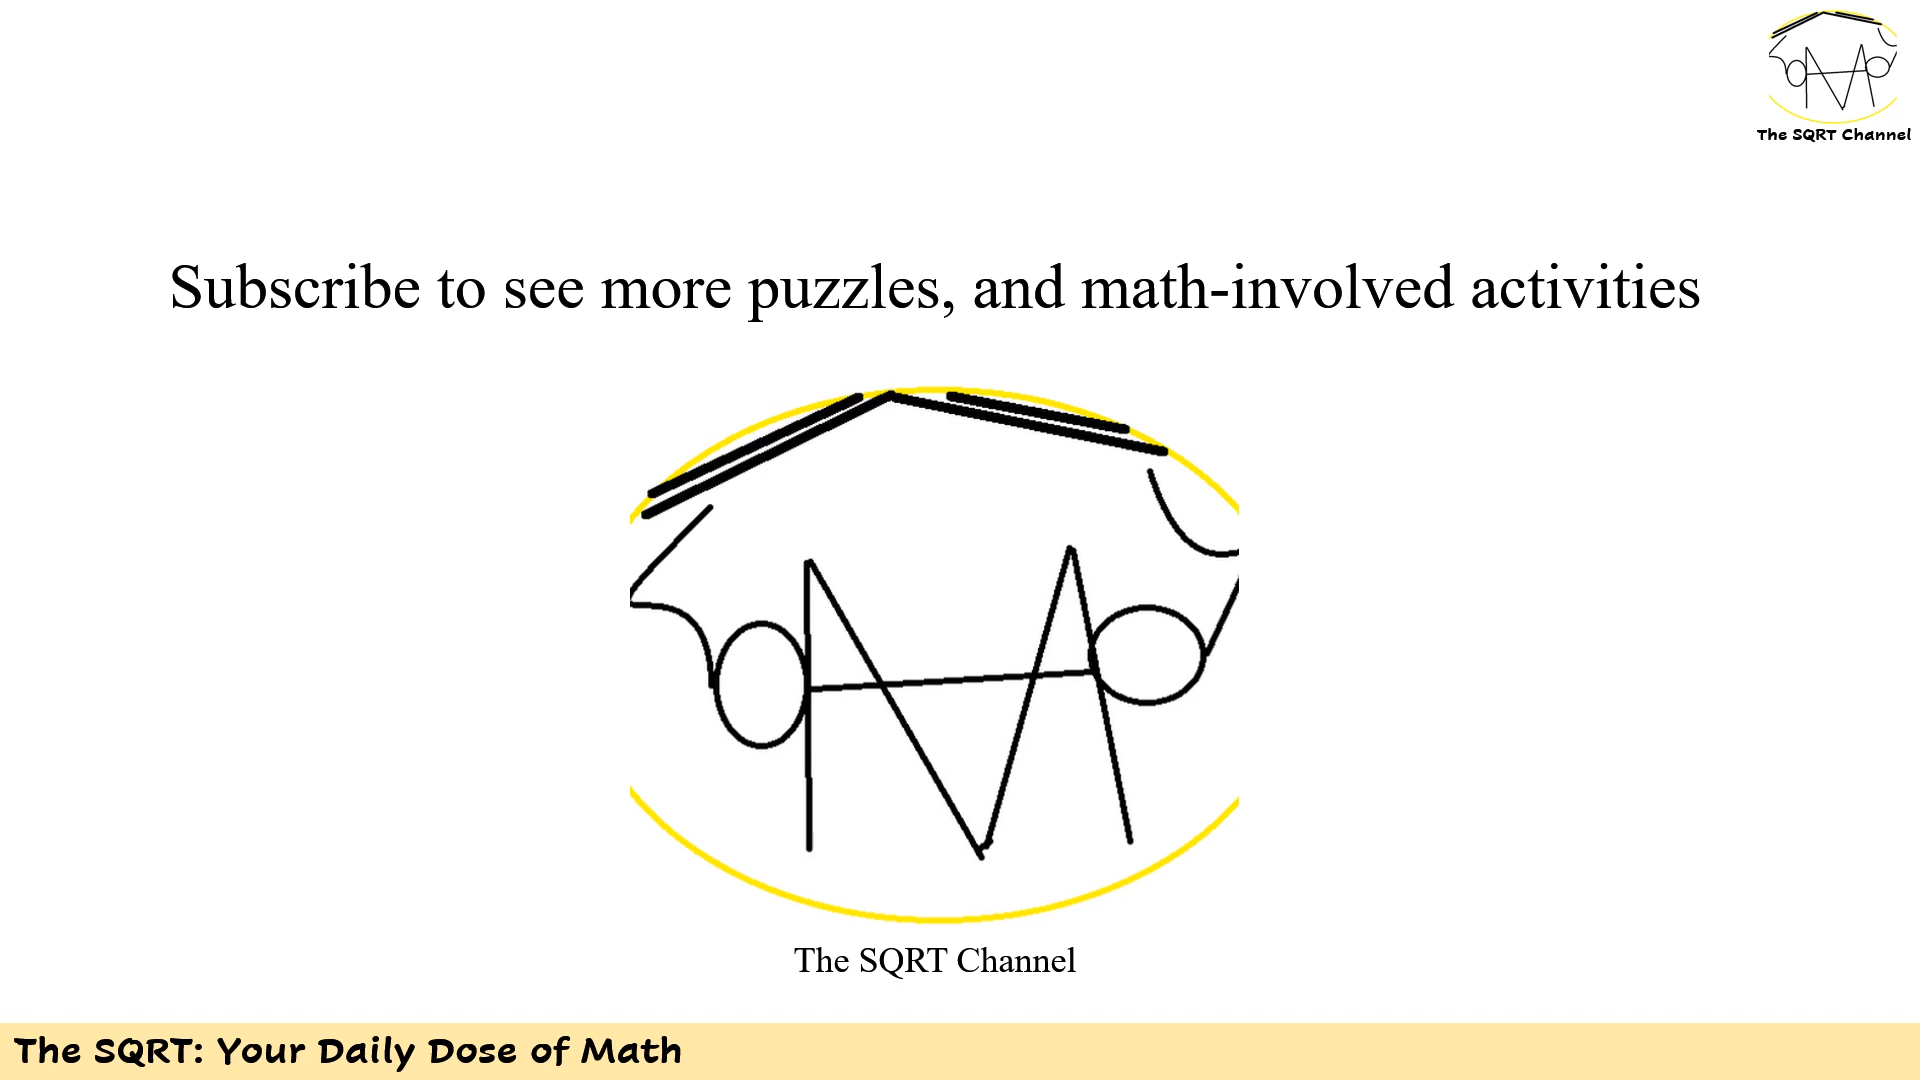 The SQRT Channel
Subscribe to see more puzzles, and math-involved activities
The SQRT Channel
The SQRT: Your Daily Dose of Math